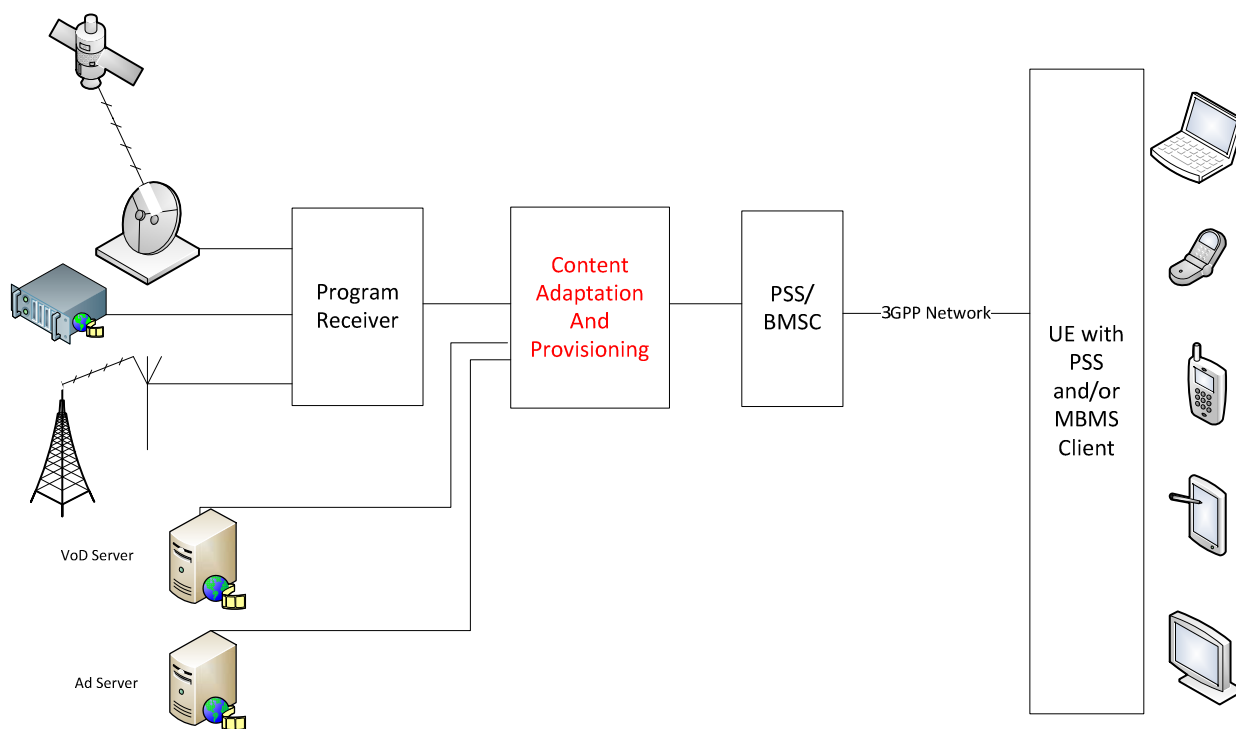 Program
Receiver
Content
Adaptation
And
Provisioning
PSS/
BMSC
3GPP Network
UE with
PSS
and/or
MBMS
Client
VoD Server
Ad Server